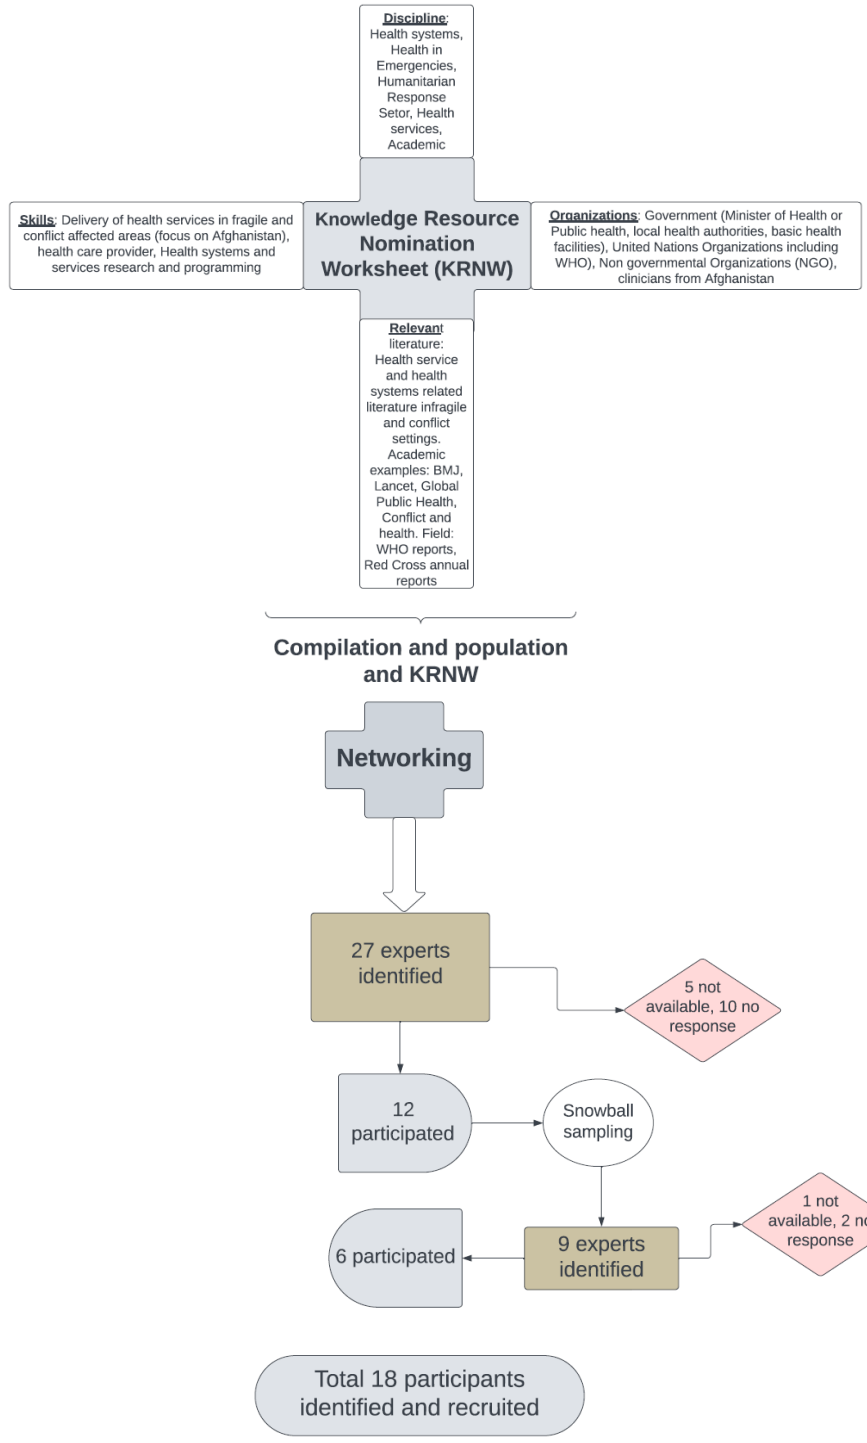 Discipline:
Health systems,
Health in
Emergencies,
Humanitarian
Response
Setor, Health
services,
Academic
Skills: Delivery of health services in fragile and
conflict affected areas (focus on Afghanistan),
health care provider, Health systems and
services research and programming
Knowledge Resource
Nomination
Worksheet (KRNW)
Organizations: Government (Minister of Health or
Public health, local health authorities, basic health
facilities), United Nations Organizations including
WHO), Non governmental Organizations (NGO),
clinicians from Afghanistan
Relevant
literature:
Health service
and health
systems related
literature infragile
and conflict
settings.
Academic
examples: BMJ,
Lancet, Global
Public Health,
Conflict and
health. Field:
WHO reports,
Red Cross annual
reports
Compilation and population
and KRNW
Networking
27 experts
identified
5 not
available, 10 no
response
12
participated
Snowball
sampling
1 not
available, 2 no
response
6 participated
9 experts
identified
Total 18 participants
identified and recruited